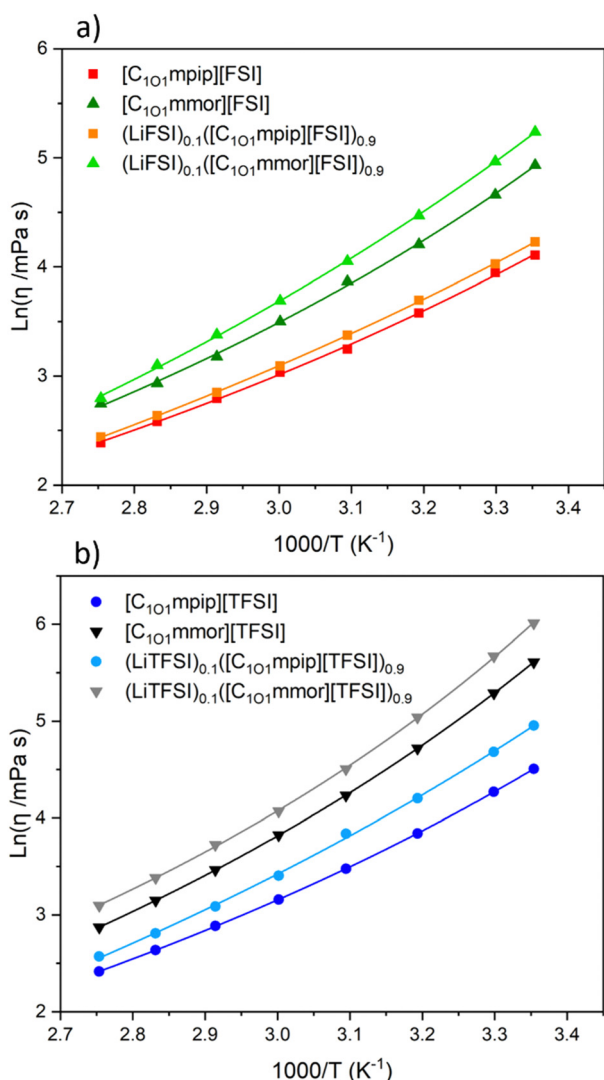 a)
6
5
4
3
2
Ln(η /mPa s)
[C₁O₁mpip][FSI]
[C₁O₁mmor][FSI]
(LiFSI)₀.₁([C₁O₁mpip][FSI])₀.₉
(LiFSI)₀.₁([C₁O₁mmor][FSI])₀.₉
2.7 2.8 2.9 3.0 3.1 3.2 3.3 3.4
1000/T (K⁻¹)
b)
6
5
4
3
2
Ln(η /mPa s)
[C₁O₁mpip][TFSI]
[C₁O₁mmor][TFSI]
(LiTFSI)₀.₁([C₁O₁mpip][TFSI])₀.₉
(LiTFSI)₀.₁([C₁O₁mmor][TFSI])₀.₉
2.7 2.8 2.9 3.0 3.1 3.2 3.3 3.4
1000/T (K⁻¹)